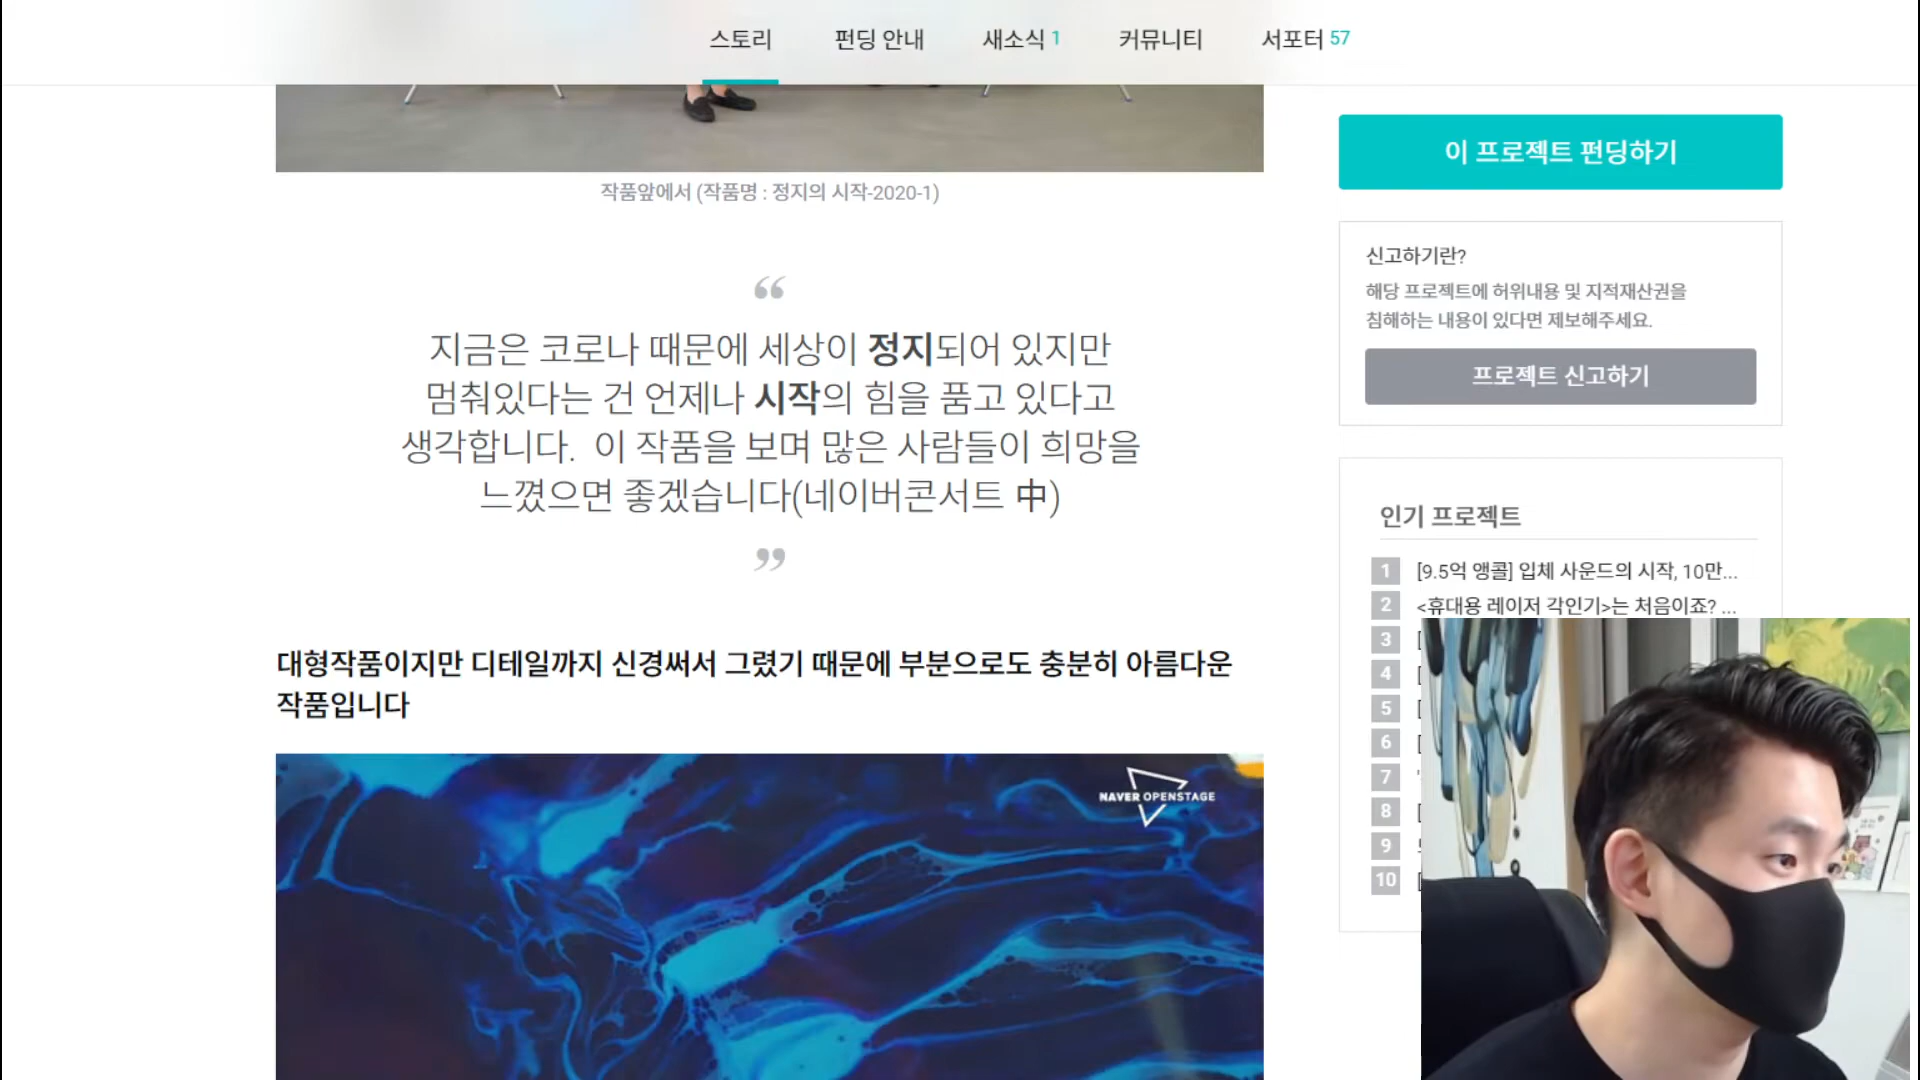 스토리
펀딩 안내
새소식 1
커뮤니티
서포터 57
작품앞에서 (작품명 : 정지의 시작-2020-1)
“
지금은 코로나 때문에 세상이 정지되어 있지만
멈춰있다는 건 언제나 시작의 힘을 품고 있다고
생각합니다. 이 작품을 보며 많은 사람들이 희망을
느꼈으면 좋겠습니다(네이버콘서트 中)
”
대형작품이지만 디테일까지 신경써서 그렸기 때문에 부분으로도 충분히 아름다운
작품입니다
NAVER OPENSTAGE
이 프로젝트 펀딩하기
신고하기란?
해당 프로젝트에 허위내용 및 지적재산권을
침해하는 내용이 있다면 제보해주세요.
프로젝트 신고하기
인기 프로젝트
1 [9.5억 앵콜] 입체 사운드의 시작, 10만...
2 <휴대용 레이저 각인기>는 처음이죠? ...
3 [
4 [
5 [
6 [
7 '
8 [
9
10 [